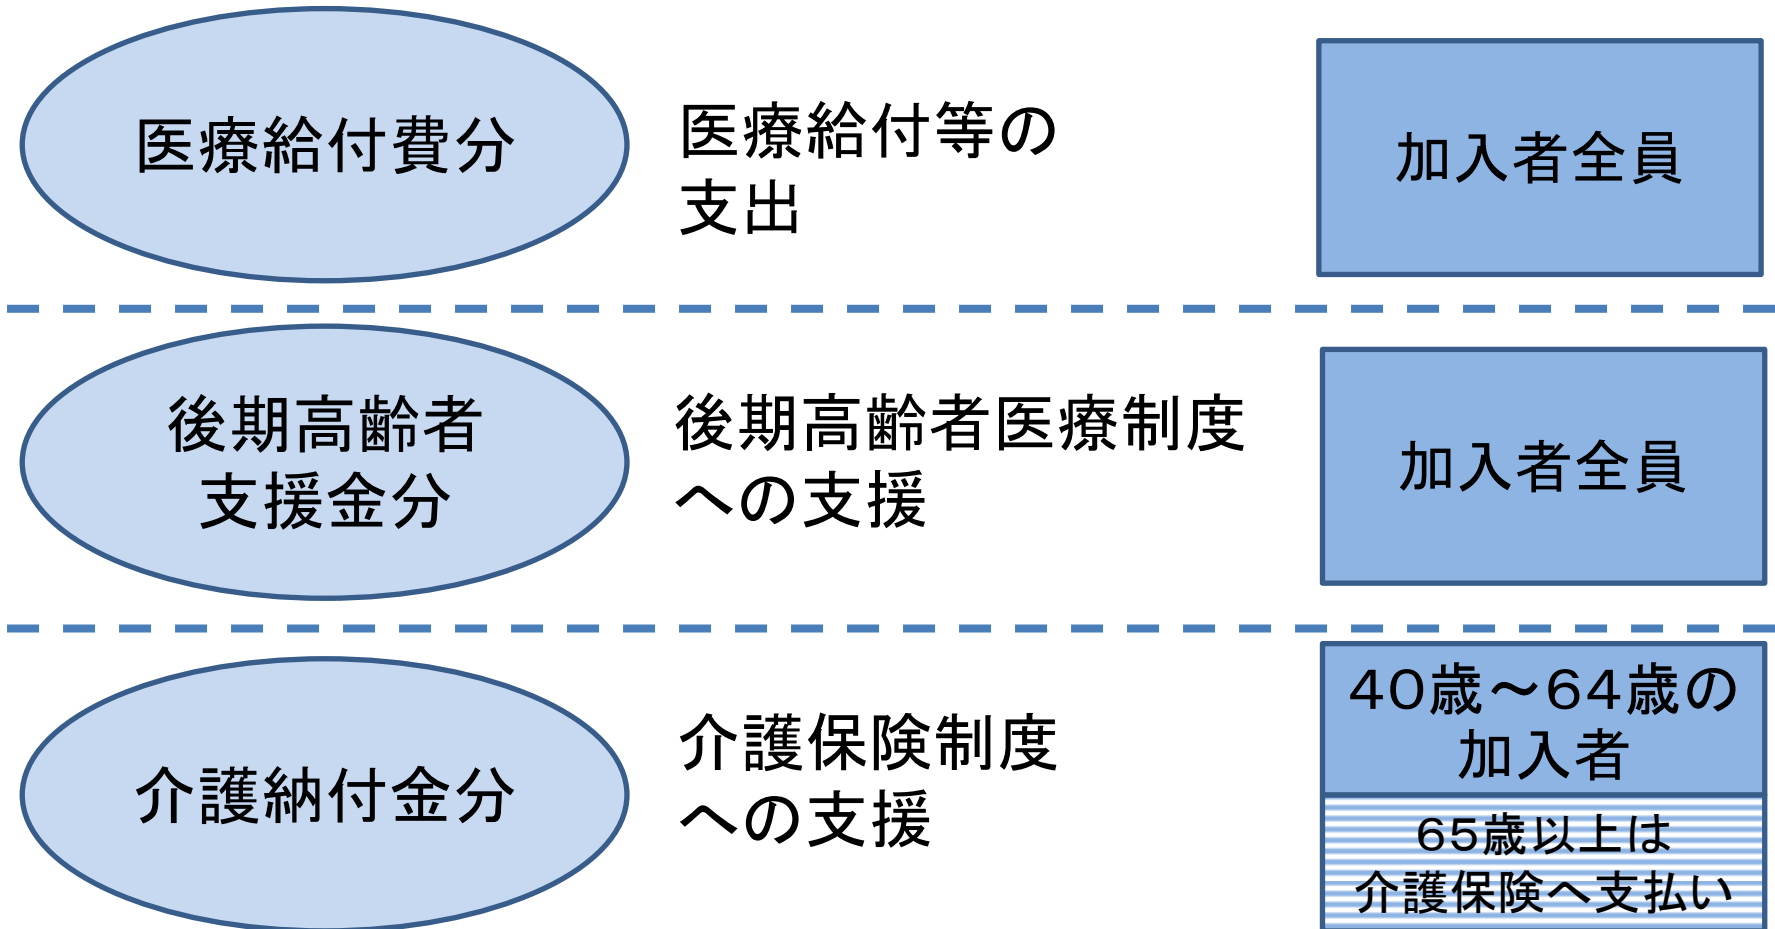 医療給付費分
医療給付等の
支出
加入者全員
後期高齢者
支援金分
後期高齢者医療制度
への支援
加入者全員
介護納付金分
介護保険制度
への支援
40歳～64歳の
加入者
65歳以上は
介護保険へ支払い